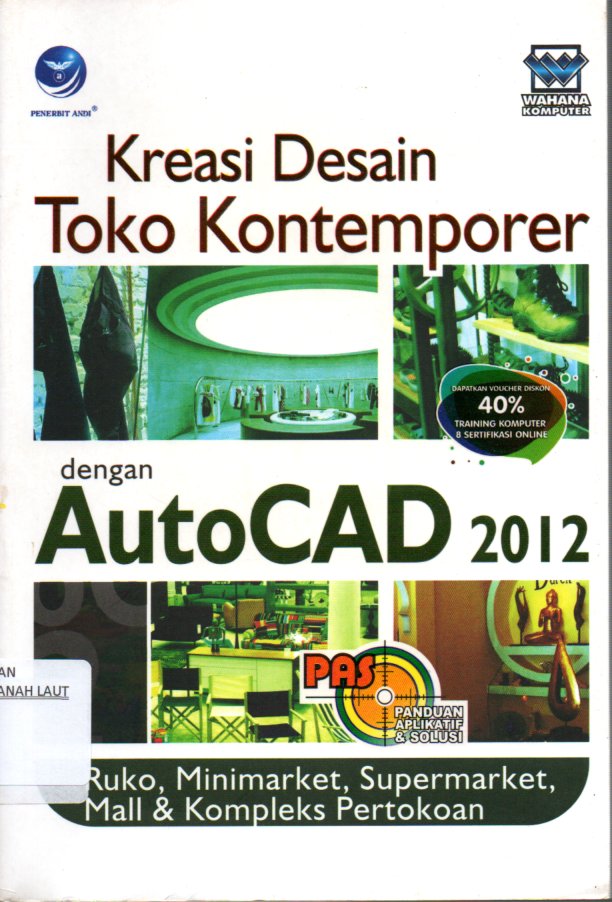 PENERBIT ANDI®
WAHANA
KOMPUTER
Kreasi Desain
Toko Kontemporer
DAPATKAN VOUCHER DISKON
40%
TRAINING KOMPUTER
8 SERTIFIKASI ONLINE
dengan
AutoCAD 2012
PAS
PANDUAN
APLIKATIF
& SOLUSI
AN
ANAH LAUT
Ruko, Minimarket, Supermarket,
Mall & Kompleks Pertokoan